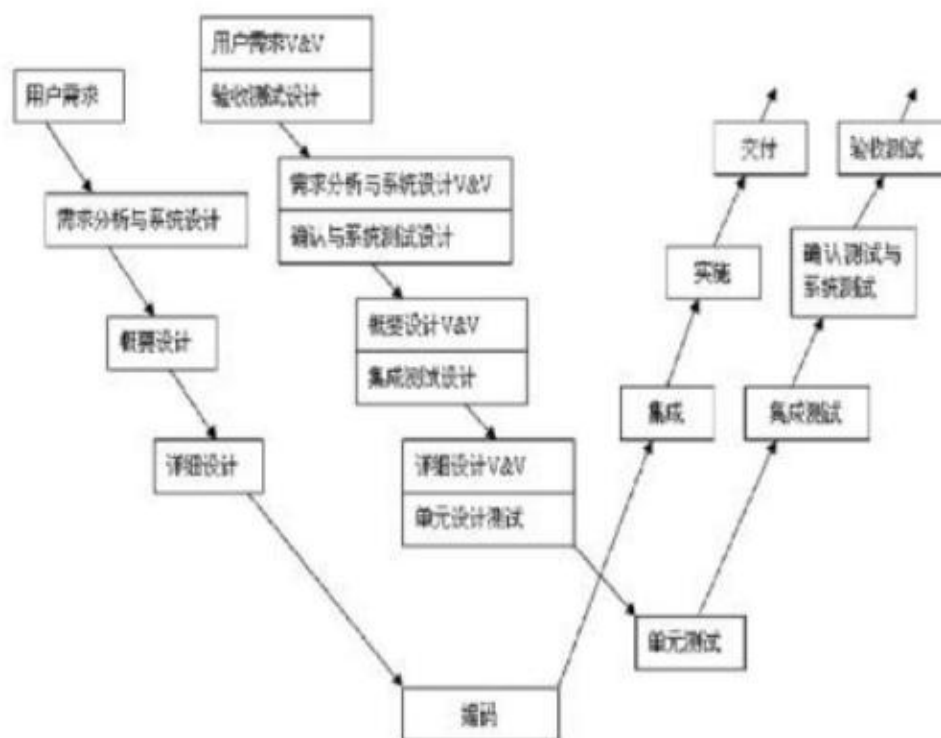 用户需求V&V
用户需求
验收测试设计
交付
验收测试
需求分析与系统设计V&V
需求分析与系统设计
确认与系统测试设计
实施
确认测试与
系统测试
概要设计V&V
概要设计
集成测试设计
集成
集成测试
详细设计
详细设计V&V
单元设计测试
单元测试
编码